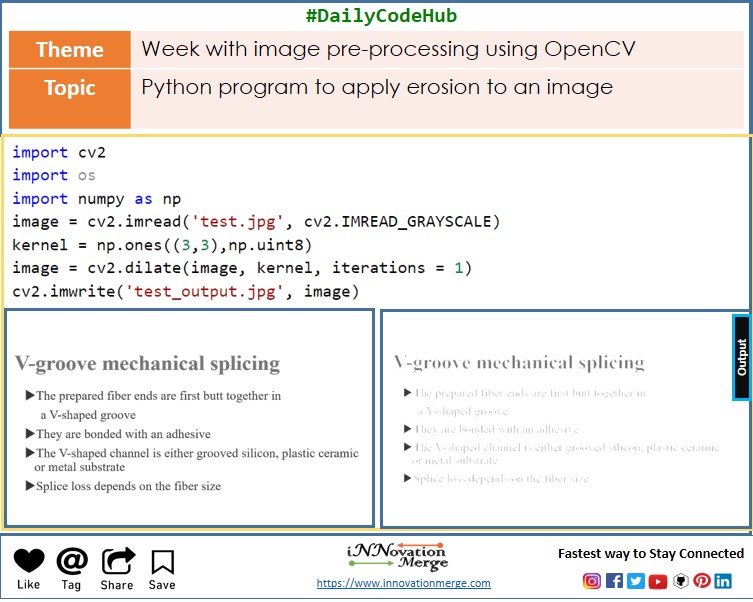 #DailyCodeHub
Theme
Week with image pre-processing using OpenCV
Topic
Python program to apply erosion to an image
import cv2
import os
import numpy as np
image = cv2.imread('test.jpg', cv2.IMREAD_GRAYSCALE)
kernel = np.ones((3,3),np.uint8)
image = cv2.dilate(image, kernel, iterations = 1)
cv2.imwrite('test_output.jpg', image)
V-groove mechanical splicing
▶The prepared fiber ends are first butt together in
a V-shaped groove
▶They are bonded with an adhesive
▶The V-shaped channel is either grooved silicon, plastic ceramic
or metal substrate
▶Splice loss depends on the fiber size
Output
V-groove mechanical splicing
▶The prepared fiber ends are first butt together in
a V-shaped groove
▶They are bonded with an adhesive
▶The V-shaped channel is either grooved silicon, plastic ceramic
or metal substrate
▶Splice loss depends on the fiber size
Like
Tag
Share
Save
iNNovation
Merge
https://www.innovationmerge.com
Fastest way to Stay Connected